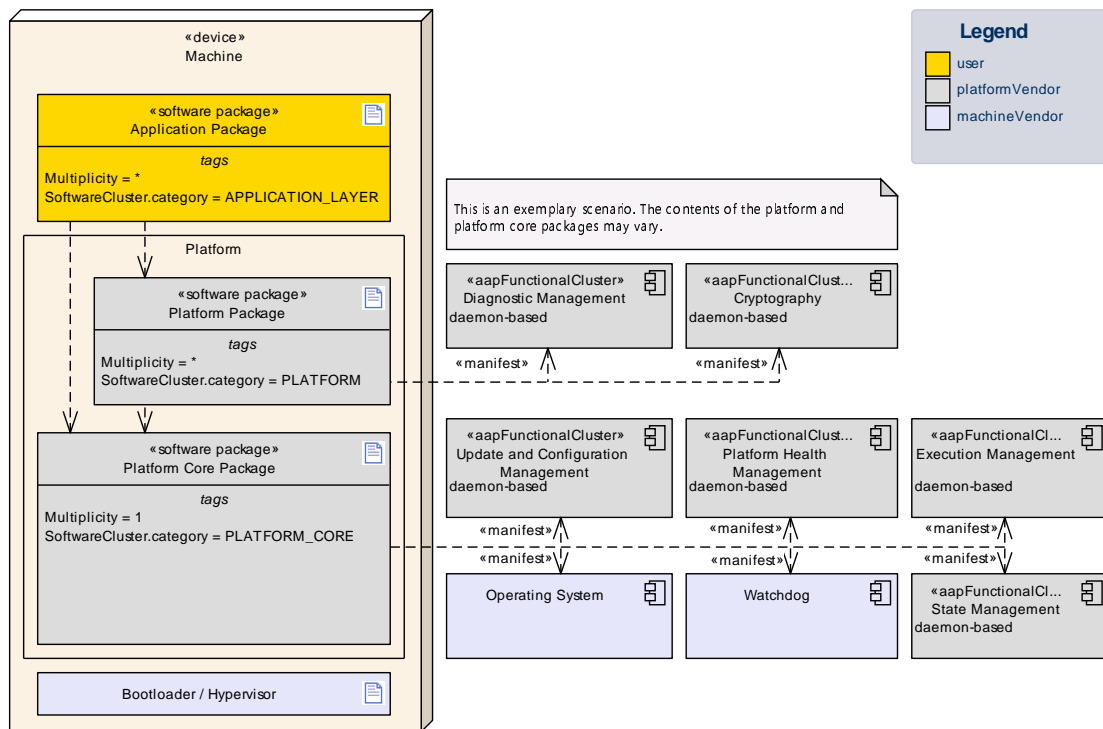 «device»
Machine
«software package»
Application Package
tags
Multiplicity = *
SoftwareCluster.category = APPLICATION_LAYER
Platform
«software package»
Platform Package
tags
Multiplicity = *
SoftwareCluster.category = PLATFORM
«software package»
Platform Core Package
tags
Multiplicity = 1
SoftwareCluster.category = PLATFORM_CORE
Bootloader / Hypervisor
Legend
user
platformVendor
machineVendor
This is an exemplary scenario. The contents of the platform and
platform core packages may vary.
«aapFunctionalCluster»
Diagnostic Management
daemon-based
«aapFunctionalClust...
Cryptography
daemon-based
«manifest»
«manifest»
«aapFunctionalCluster»
Update and Configuration
Management
daemon-based
«aapFunctionalClust...
Platform Health
Management
daemon-based
«aapFunctionalCl...
Execution Management
daemon-based
«manifest»
«manifest»
«manifest»
«manifest»
«manifest»
«manifest»
Operating System
Watchdog
«aapFunctionalCl...
State Management
daemon-based